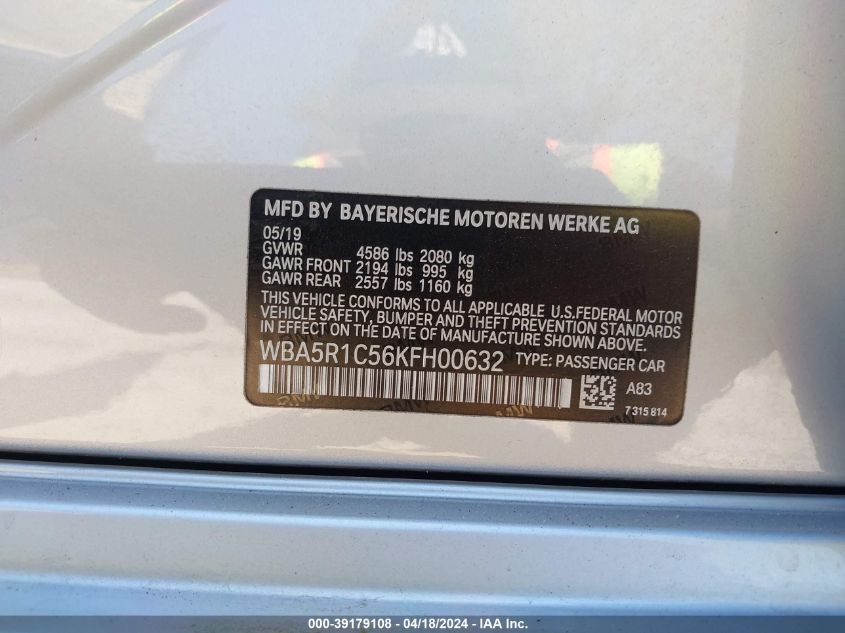 MFD BY BAYERISCHE MOTOREN WERKE AG
05/19
GVWR 4586 lbs 2080 kg
GAWR FRONT 2194 lbs 995 kg
GAWR REAR 2557 lbs 1160 kg
THIS VEHICLE CONFORMS TO ALL APPLICABLE U.S.FEDERAL MOTOR
VEHICLE SAFETY, BUMPER AND THEFT PREVENTION STANDARDS
IN EFFECT ON THE DATE OF MANUFACTURE SHOWN ABOVE.
WBA5R1C56KFH00632 TYPE: PASSENGER CAR
A83
7 315 814
000-39179108 - 04/18/2024 - IAA Inc.